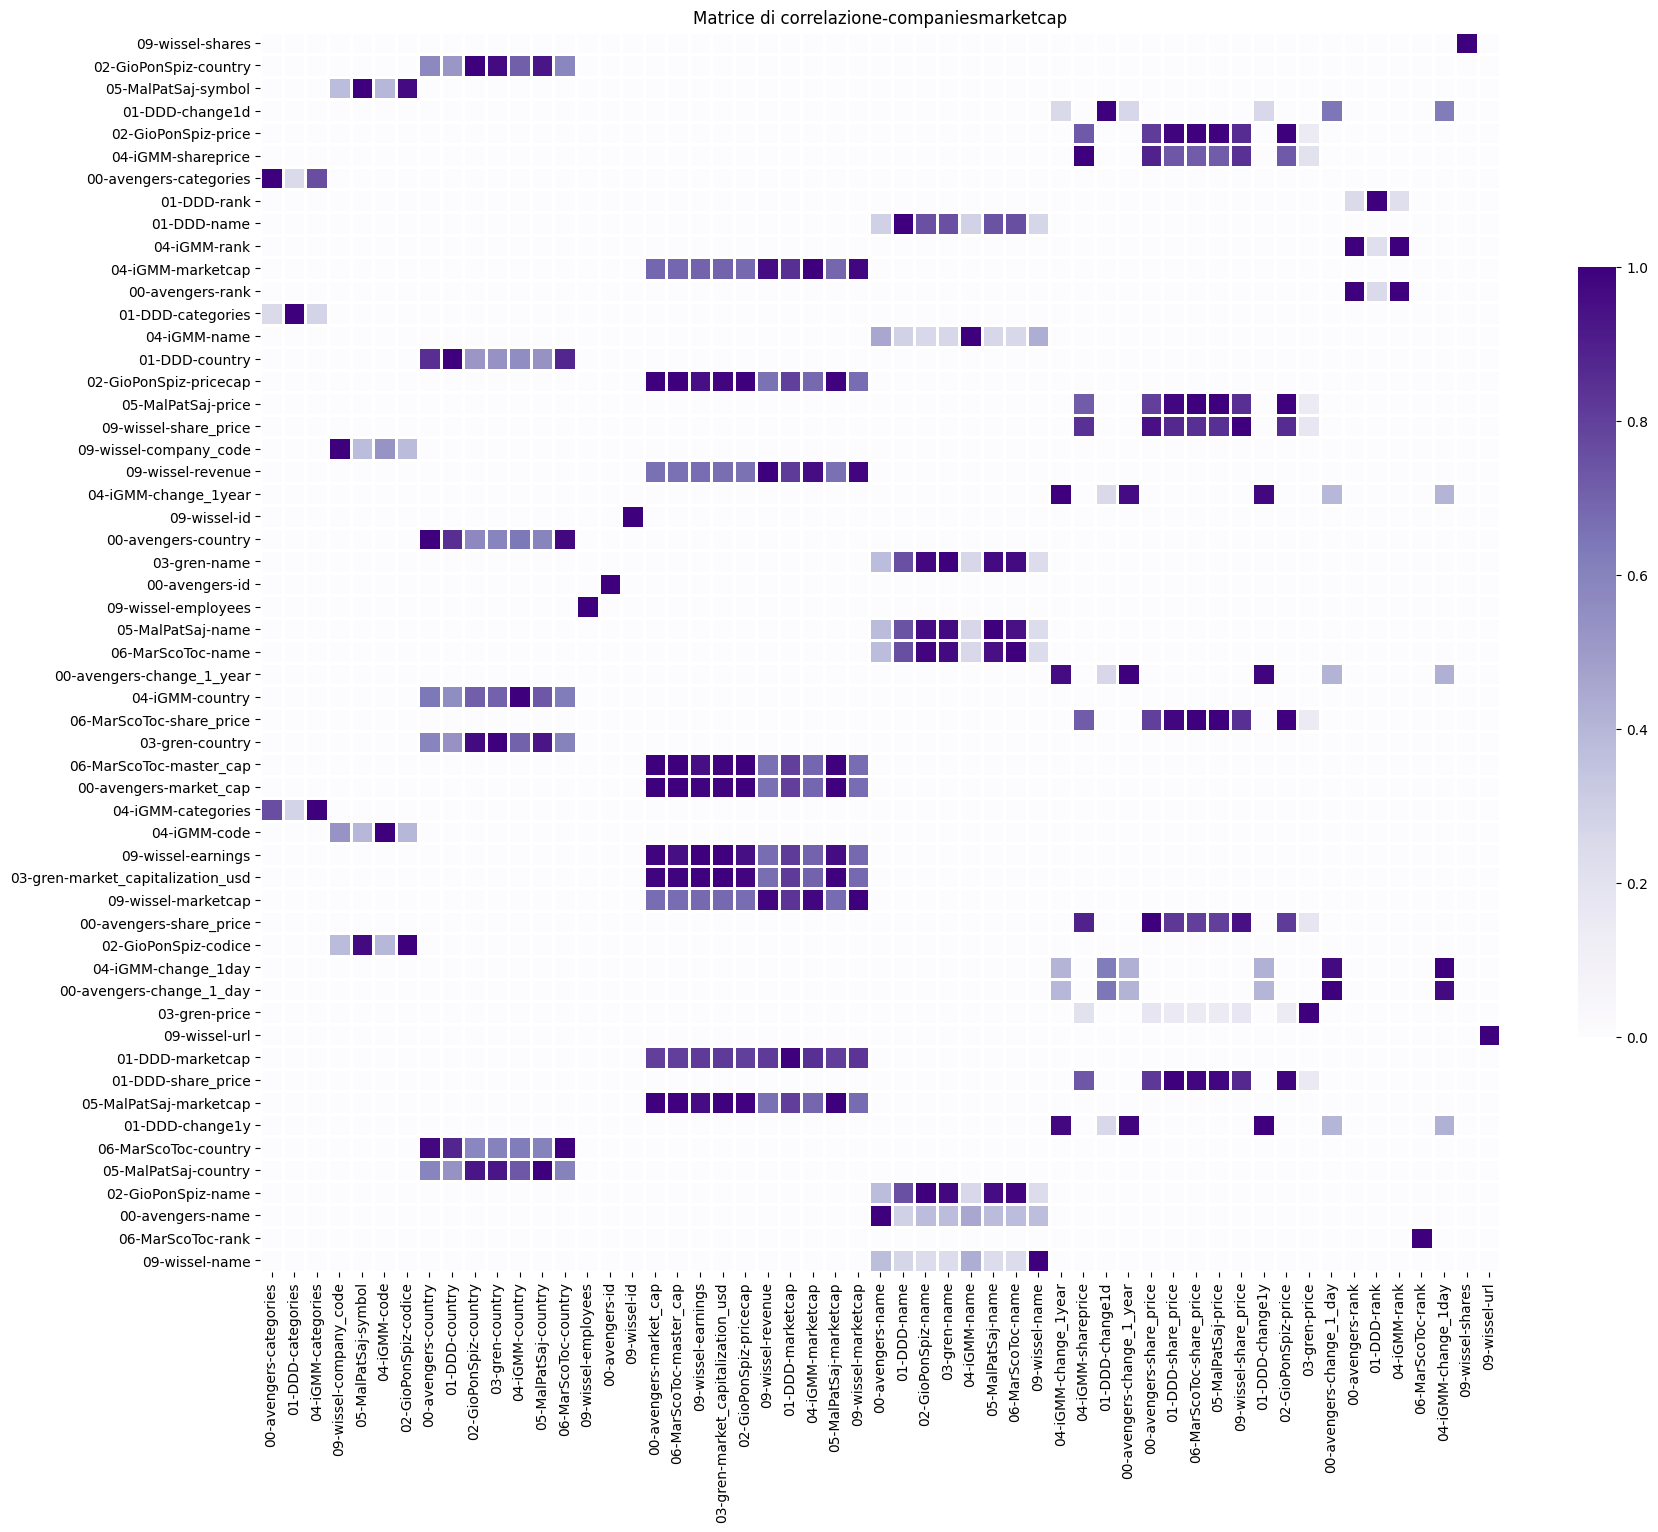 Matrice di correlazione-companiesmarketcap
09-wissel-shares
02-GioPonSpiz-country
05-MalPatSaj-symbol
01-DDD-change1d
02-GioPonSpiz-price
04-iGMM-shareprice
00-avengers-categories
01-DDD-rank
01-DDD-name
04-iGMM-rank
04-iGMM-marketcap
00-avengers-rank
01-DDD-categories
04-iGMM-name
01-DDD-country
02-GioPonSpiz-pricecap
05-MalPatSaj-price
09-wissel-share_price
09-wissel-company_code
09-wissel-revenue
04-iGMM-change_1year
09-wissel-id
00-avengers-country
03-gren-name
00-avengers-id
09-wissel-employees
05-MalPatSaj-name
06-MarScoToc-name
00-avengers-change_1_year
04-iGMM-country
06-MarScoToc-share_price
03-gren-country
06-MarScoToc-master_cap
00-avengers-market_cap
04-iGMM-categories
04-iGMM-code
09-wissel-earnings
03-gren-market_capitalization_usd
09-wissel-marketcap
00-avengers-share_price
02-GioPonSpiz-codice
04-iGMM-change_1day
00-avengers-change_1_day
03-gren-price
09-wissel-url
01-DDD-marketcap
01-DDD-share_price
05-MalPatSaj-marketcap
01-DDD-change1y
06-MarScoToc-country
05-MalPatSaj-country
02-GioPonSpiz-name
00-avengers-name
06-MarScoToc-rank
09-wissel-name
00-avengers-categories
01-DDD-categories
04-iGMM-categories
09-wissel-company_code
05-MalPatSaj-symbol
04-iGMM-code
02-GioPonSpiz-codice
00-avengers-country
01-DDD-country
02-GioPonSpiz-country
03-gren-country
04-iGMM-country
05-MalPatSaj-country
06-MarScoToc-country
09-wissel-employees
00-avengers-id
09-wissel-id
00-avengers-market_cap
06-MarScoToc-master_cap
09-wissel-earnings
03-gren-market_capitalization_usd
02-GioPonSpiz-pricecap
09-wissel-revenue
01-DDD-marketcap
04-iGMM-marketcap
05-MalPatSaj-marketcap
09-wissel-marketcap
00-avengers-name
01-DDD-name
02-GioPonSpiz-name
03-gren-name
04-iGMM-name
05-MalPatSaj-name
06-MarScoToc-name
09-wissel-name
04-iGMM-change_1year
04-iGMM-shareprice
01-DDD-change1d
00-avengers-change_1_year
00-avengers-share_price
01-DDD-share_price
06-MarScoToc-share_price
05-MalPatSaj-price
09-wissel-share_price
01-DDD-change1y
02-GioPonSpiz-price
03-gren-price
00-avengers-change_1_day
00-avengers-rank
01-DDD-rank
04-iGMM-rank
06-MarScoToc-rank
04-iGMM-change_1day
09-wissel-shares
09-wissel-url
1.0
0.8
0.6
0.4
0.2
0.0